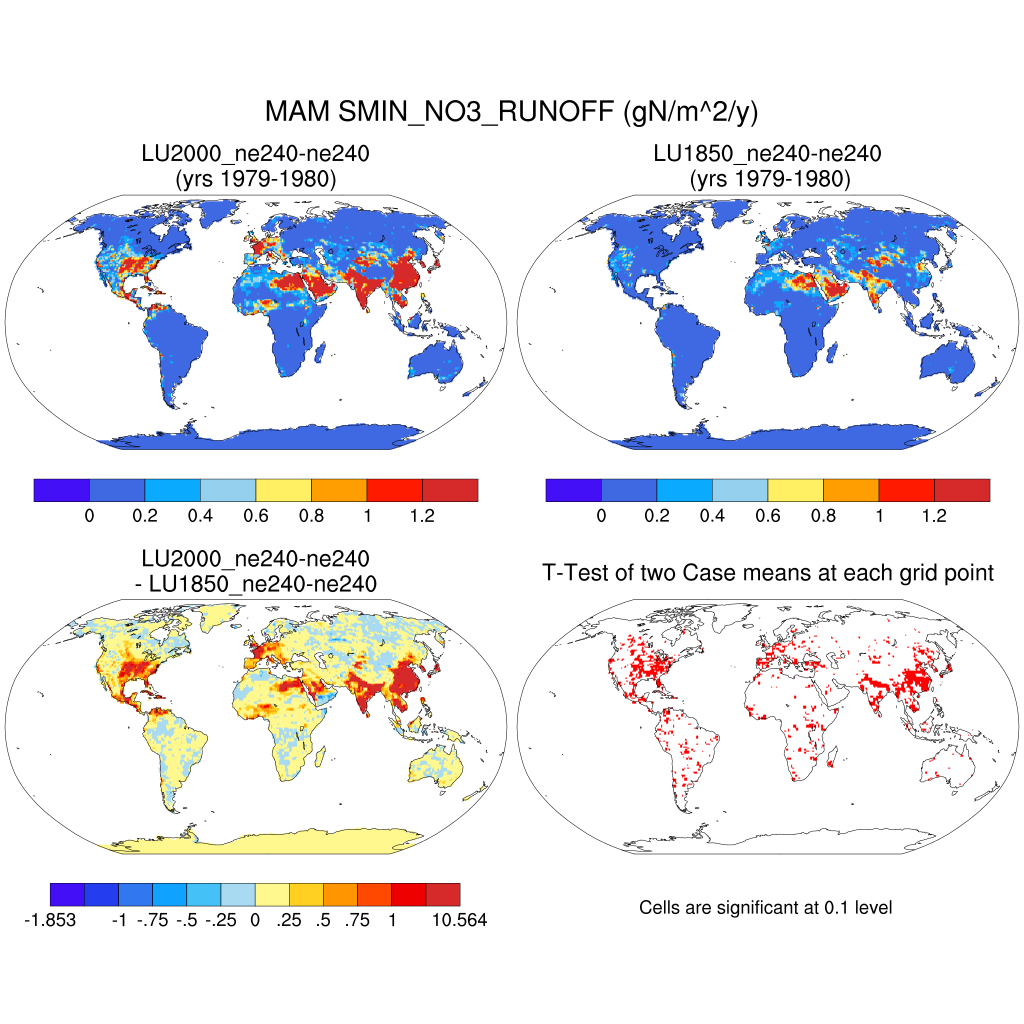 MAM SMIN_NO3_RUNOFF (gN/m^2/y)
LU2000_ne240-ne240
(yrs 1979-1980)
LU1850_ne240-ne240
(yrs 1979-1980)
0 0.2 0.4 0.6 0.8 1 1.2
0 0.2 0.4 0.6 0.8 1 1.2
LU2000_ne240-ne240
- LU1850_ne240-ne240
T-Test of two Case means at each grid point
-1.853 -1 -.75 -.5 -.25 0 .25 .5 .75 1 10.564
Cells are significant at 0.1 level